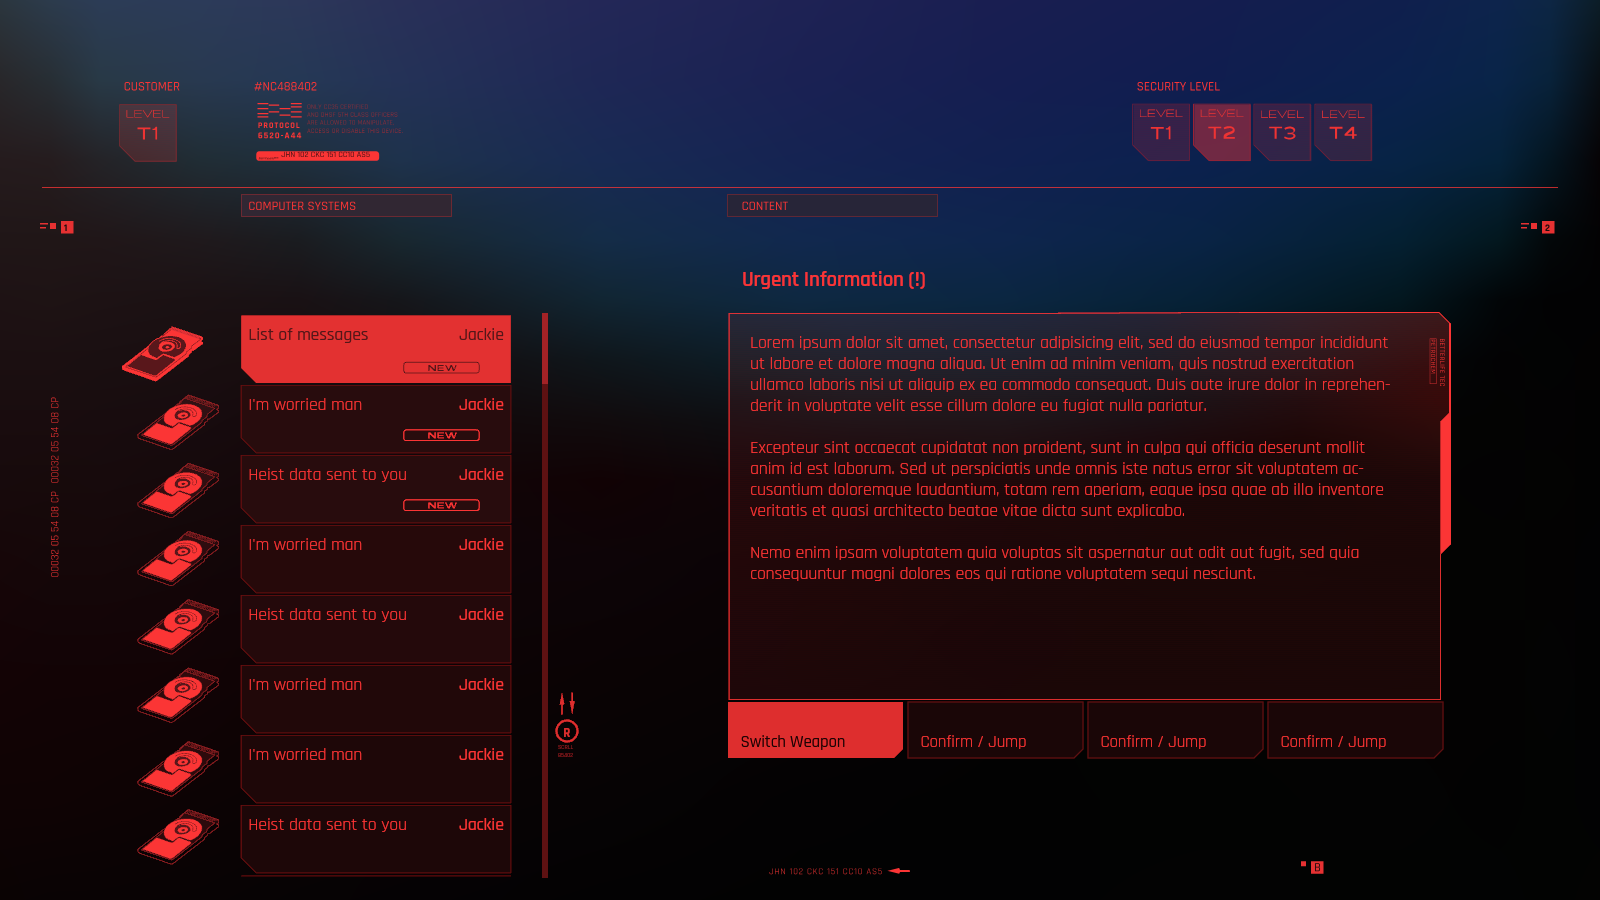 CUSTOMER
#NC488402
SECURITY LEVEL
LEVEL
T1
PROTOCOL
6520-A44
JHN 102 CKC 151 CC10 ASS
LEVEL
T1
LEVEL
T2
LEVEL
T3
LEVEL
T4
COMPUTER SYSTEMS
CONTENT
1
2
Urgent Information (!)
List of messages Jackie
NEW
I'm worried man Jackie
NEW
Heist data sent to you Jackie
NEW
I'm worried man Jackie
Heist data sent to you Jackie
I'm worried man Jackie
I'm worried man Jackie
Heist data sent to you Jackie
00032 05 54 08 CP 00032 05 54 08 CP
R
SCROLL
Lorem ipsum dolor sit amet, consectetur adipisicing elit, sed do eiusmod tempor incididunt
ut labore et dolore magna aliqua. Ut enim ad minim veniam, quis nostrud exercitation
ullamco laboris nisi ut aliquip ex ea commodo consequat. Duis aute irure dolor in reprehen-
derit in voluptate velit esse cillum dolore eu fugiat nulla pariatur.
Excepteur sint occaecat cupidatat non proident, sunt in culpa qui officia deserunt mollit
anim id est laborum. Sed ut perspiciatis unde omnis iste natus error sit voluptatem ac-
cusantium doloremque laudantium, totam rem aperiam, eaque ipsa quae ab illo inventore
veritatis et quasi architecto beatae vitae dicta sunt explicabo.
Nemo enim ipsam voluptatem quia voluptas sit aspernatur aut odit aut fugit, sed quia
consequuntur magni dolores eos qui ratione voluptatem sequi nesciunt.
Switch Weapon
Confirm / Jump
Confirm / Jump
Confirm / Jump
JHN 102 CKC 151 CC10 ASS